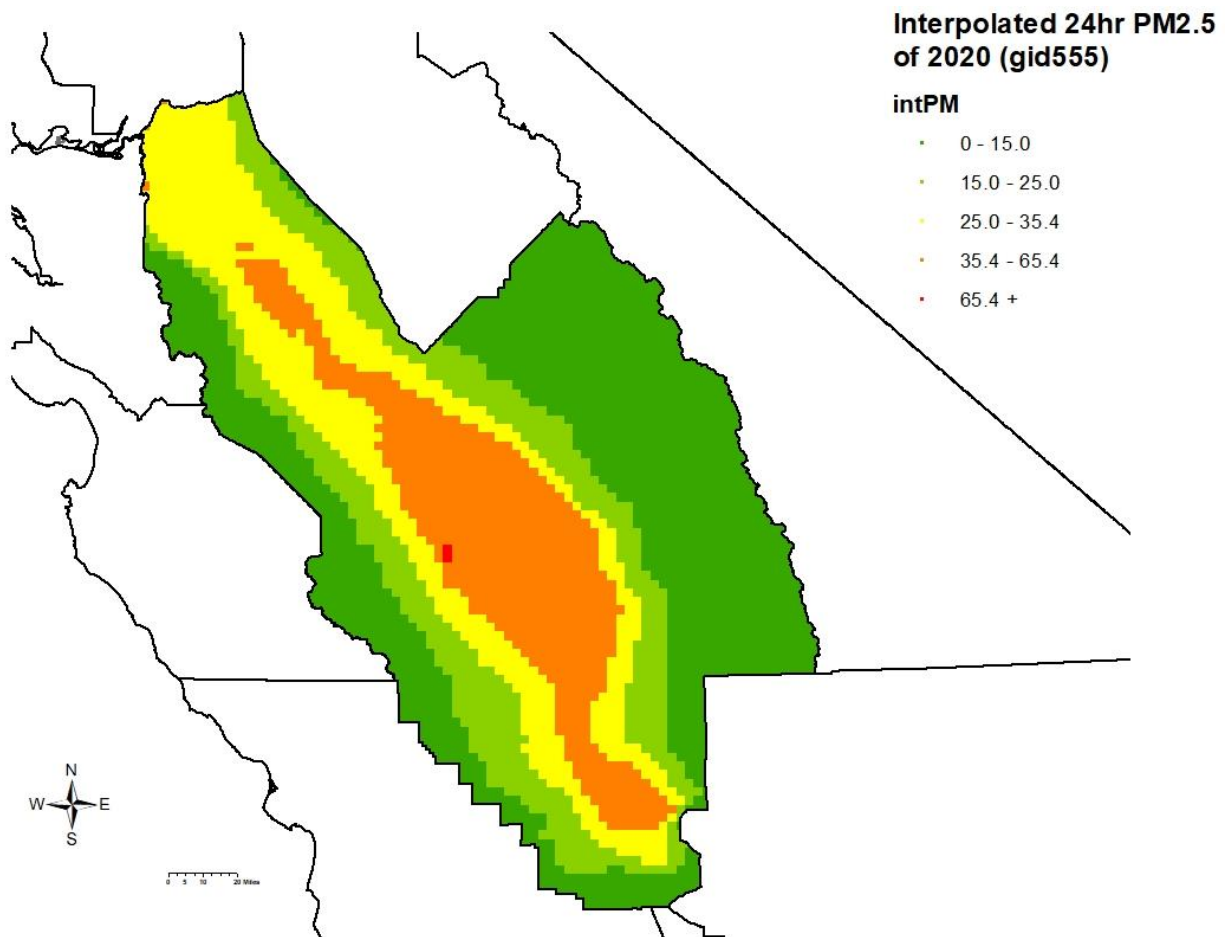 Interpolated 24hr PM2.5
of 2020 (gid555)
intPM
0 - 15.0
15.0 - 25.0
25.0 - 35.4
35.4 - 65.4
65.4 +
N
W E
S
0 5 10 20 Miles